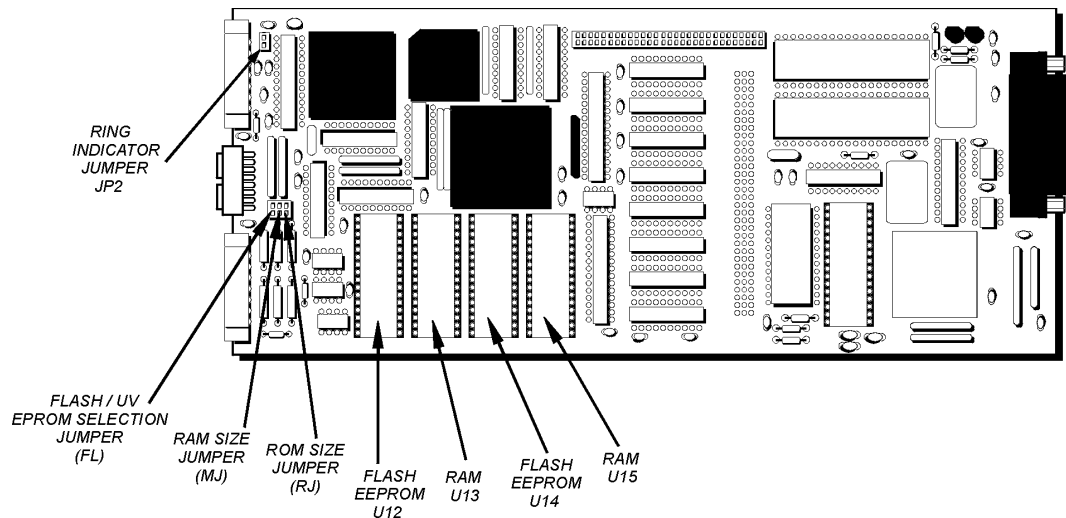 RING
INDICATOR
JUMPER
JP2
FLASH / UV
EPROM SELECTION
JUMPER
(FL)
RAM SIZE
JUMPER
(MJ)
ROM SIZE
JUMPER
(RJ)
FLASH
EEPROM
U12
RAM
U13
FLASH
EEPROM
U14
RAM
U15